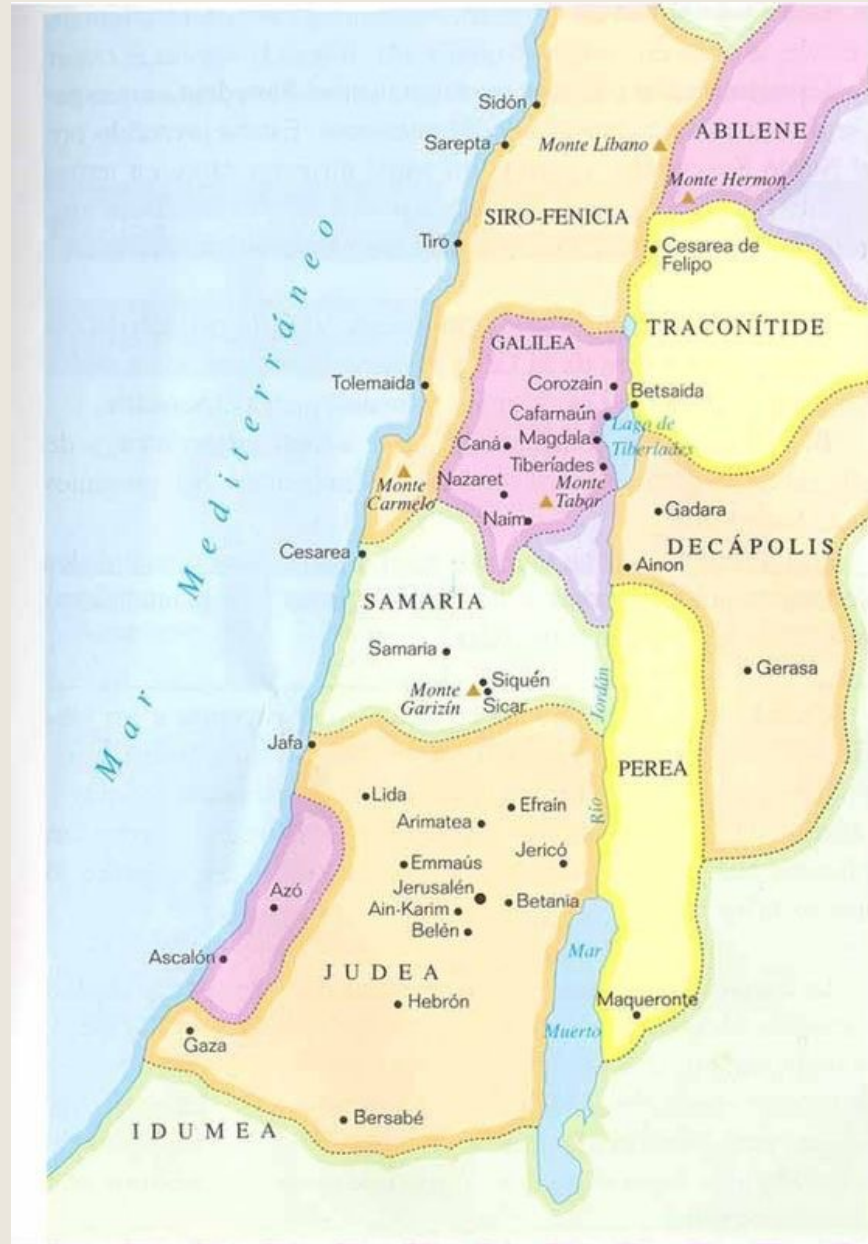 Sidón
ABILENE
Sarepta
Monte Líbano
Monte Hermon
SIRO-FENICIA
Tiro
Cesarea de
Felipo
Mar Mediterráneo
TRACONÍTIDE
GALILEA
Tolemaida
Corozaín
Betsaida
Cafarnaún
Lago de
Tiberíades
Magdala
Caná
Tiberíades
Monte
Carmelo
Nazaret
Monte
Tabar
Naím
Gadara
DECÁPOLIS
Cesarea
Ainon
SAMARIA
Samaria
Siquén
Gerasa
Monte
Garizín
Sicar
Río Jordán
Jafa
PEREA
Lida
Efraín
Arimatea
Emmaús
Jericó
Jerusalén
Azó
Ain-Karim
Betania
Belén
Mar
Muerto
Ascalón
JUDEA
Hebrón
Maqueronte
Gaza
Bersabé
IDUMEA